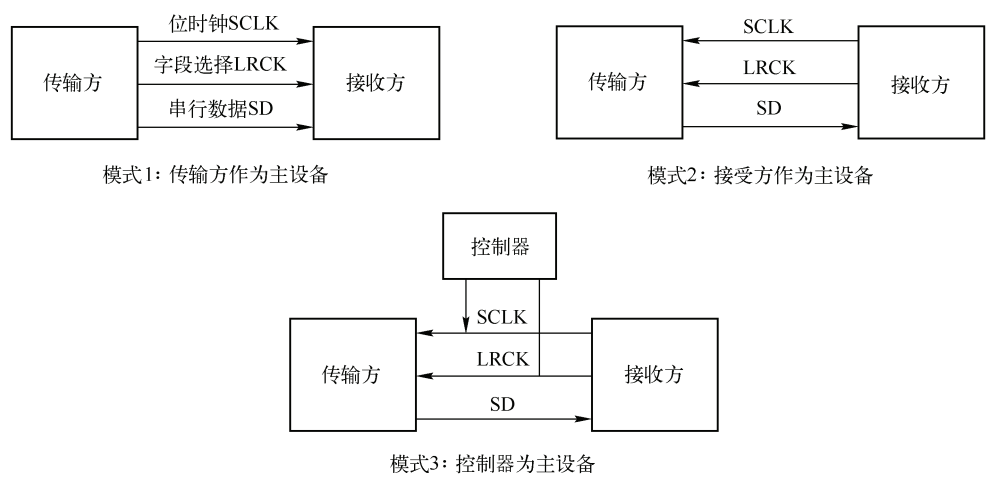 位时钟SCLK
字段选择LRCK
串行数据SD
传输方
接收方
模式1：传输方作为主设备
SCLK
LRCK
SD
传输方
接收方
模式2：接受方作为主设备
控制器
SCLK
LRCK
SD
传输方
接收方
模式3：控制器为主设备